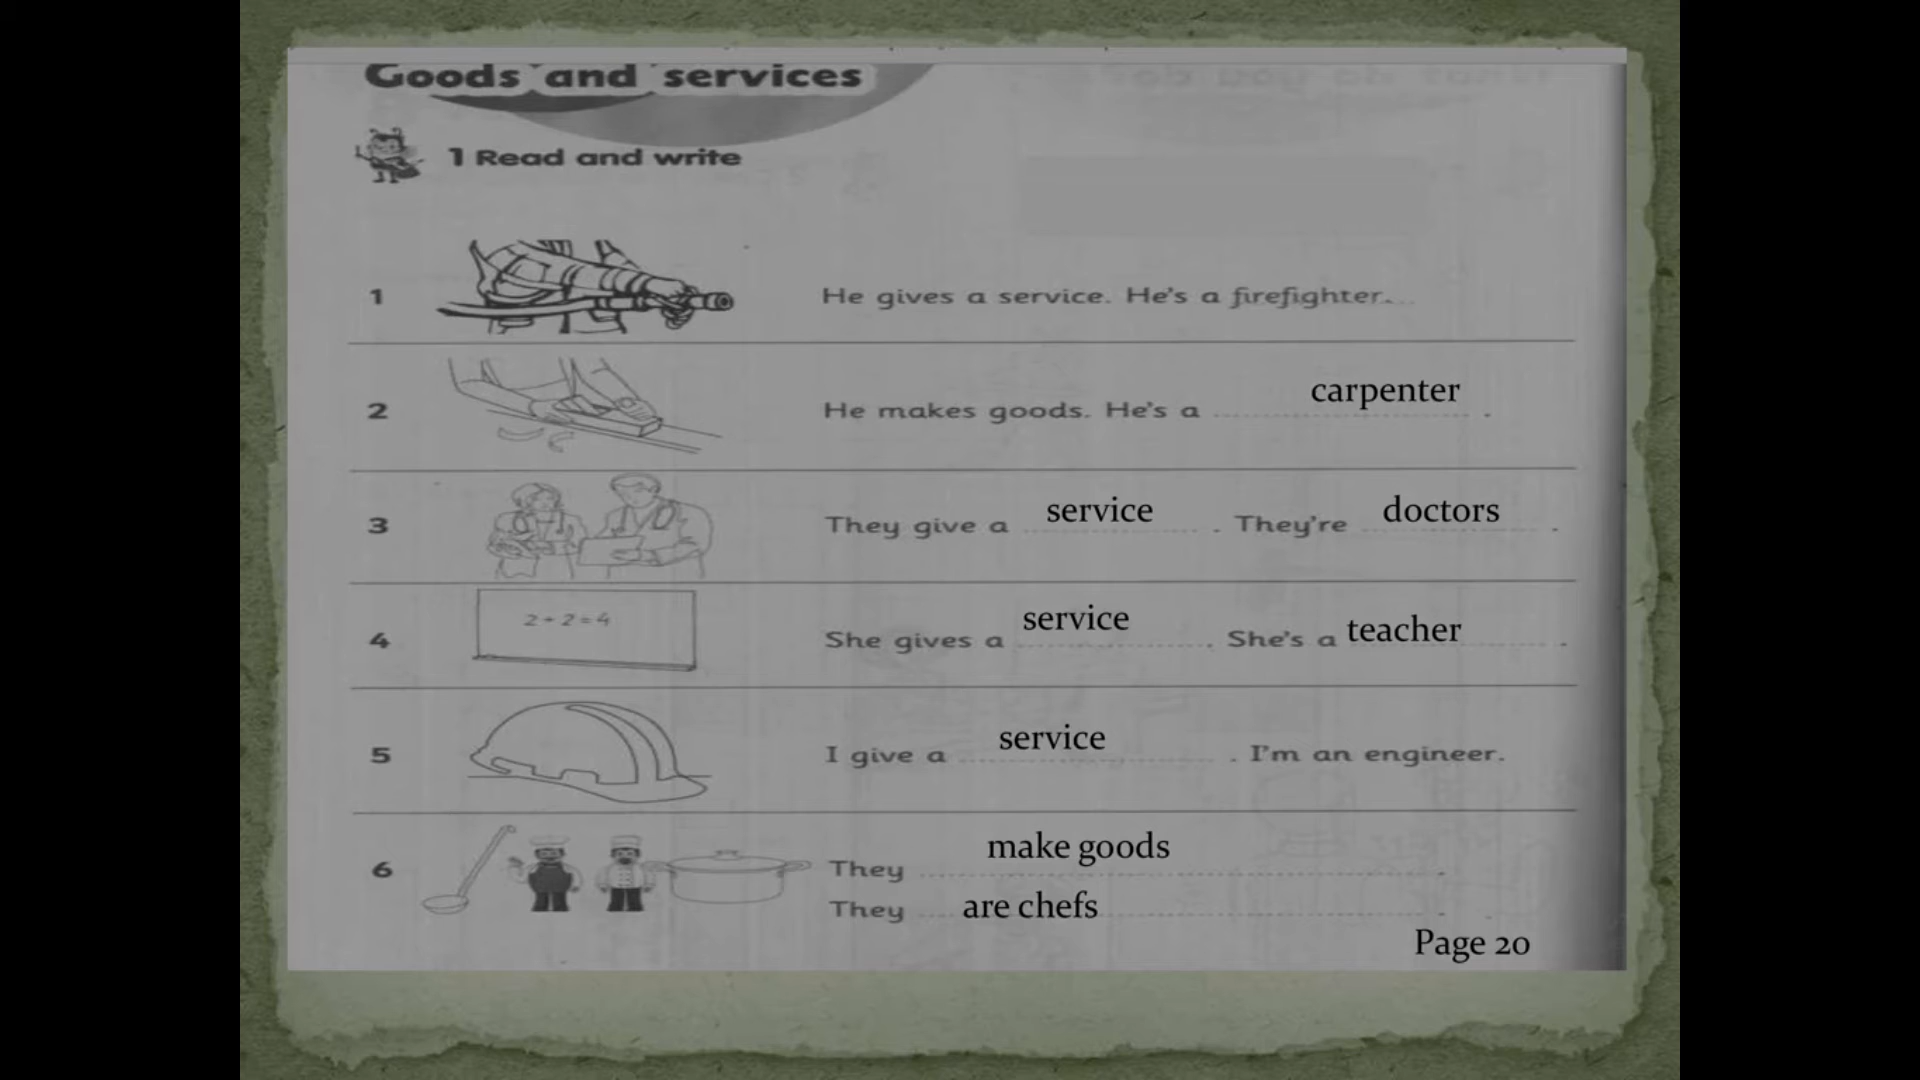 Goods and services
1 Read and write
1 He gives a service. He's a firefighter.
2 He makes goods. He's a carpenter.
3 They give a service. They're doctors.
2+2=4
4 She gives a service. She's a teacher.
5 I give a service. I'm an engineer.
6 They make goods.
They are chefs
Page 20